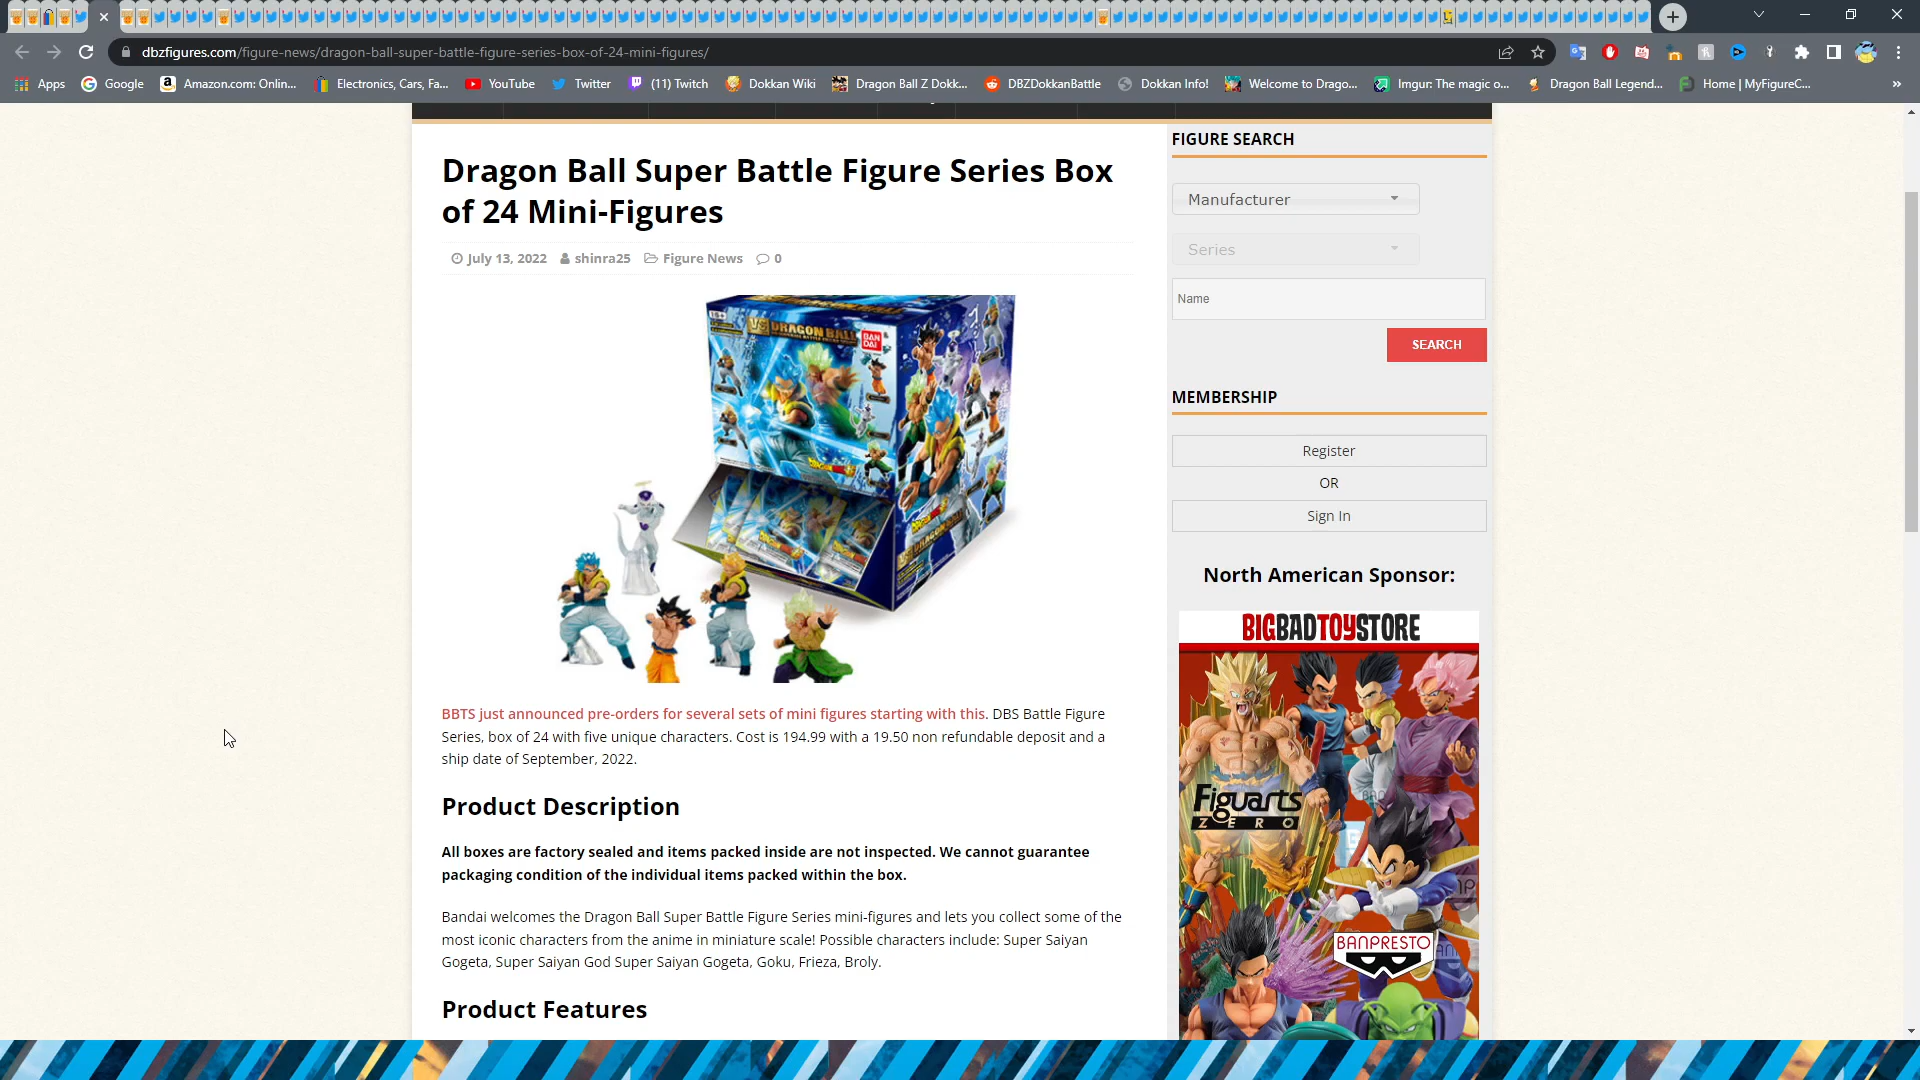 dbzfigures.com/figure-news/dragon-ball-super-battle-figure-series-box-of-24-mini-figures/
Apps
Google
Amazon.com: Onlin...
Electronics, Cars, Fa...
YouTube
Twitter
(11) Twitch
Dokkan Wiki
Dragon Ball Z Dokk...
DBZDokkanBattle
Dokkan Info!
Welcome to Drago...
Imgur: The magic o...
Dragon Ball Legend...
Home | MyFigureC...
»
Dragon Ball Super Battle Figure Series Box
of 24 Mini-Figures
July 13, 2022 shinra25 Figure News 0
VS DRAGON BALL
BAN
DAI
BBTS just announced pre-orders for several sets of mini figures starting with this. DBS Battle Figure
Series, box of 24 with five unique characters. Cost is 194.99 with a 19.50 non refundable deposit and a
ship date of September, 2022.
Product Description
All boxes are factory sealed and items packed inside are not inspected. We cannot guarantee
packaging condition of the individual items packed within the box.
Bandai welcomes the Dragon Ball Super Battle Figure Series mini-figures and lets you collect some of the
most iconic characters from the anime in miniature scale! Possible characters include: Super Saiyan
Gogeta, Super Saiyan God Super Saiyan Gogeta, Goku, Frieza, Broly.
Product Features
FIGURE SEARCH
Manufacturer
Series
Name
SEARCH
MEMBERSHIP
Register
OR
Sign In
North American Sponsor:
BIGBADTOYSTORE
Figuarts
ZERO
BANPRESTO